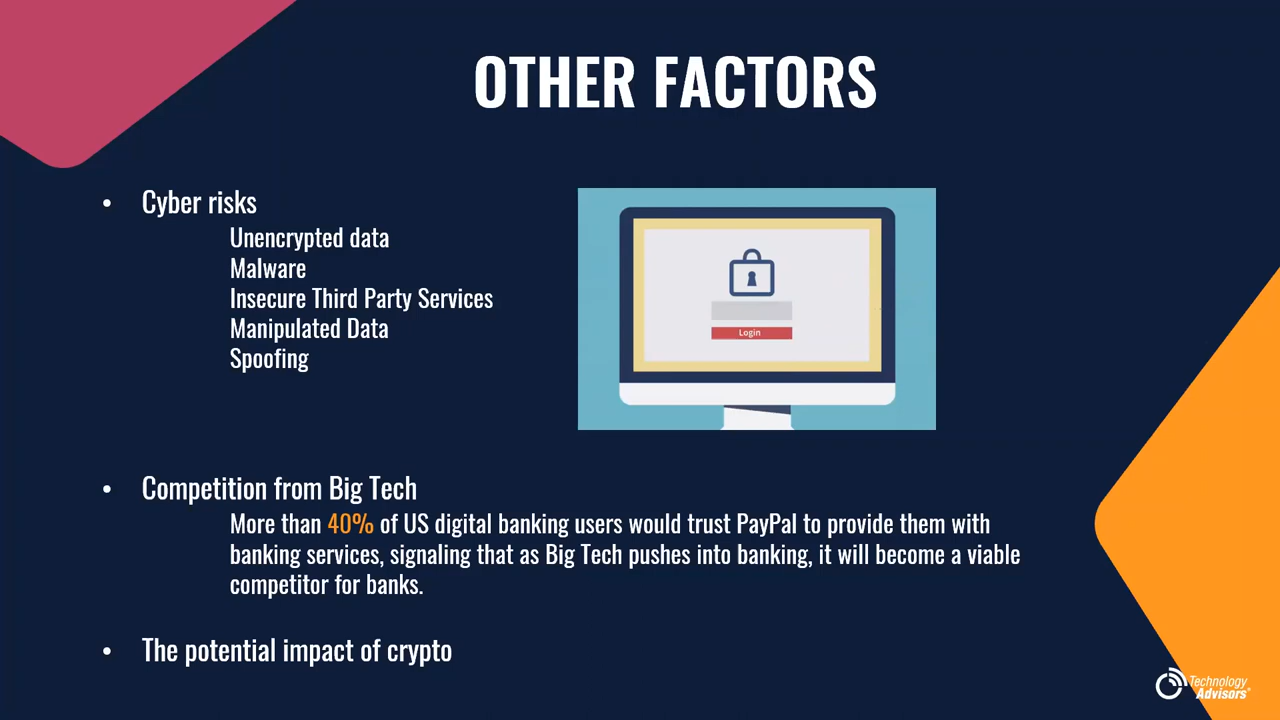 OTHER FACTORS
• Cyber risks
Unencrypted data
Malware
Insecure Third Party Services
Manipulated Data
Spoofing
Login
• Competition from Big Tech
More than 40% of US digital banking users would trust PayPal to provide them with
banking services, signaling that as Big Tech pushes into banking, it will become a viable
competitor for banks.
• The potential impact of crypto
Technology
Advisors®